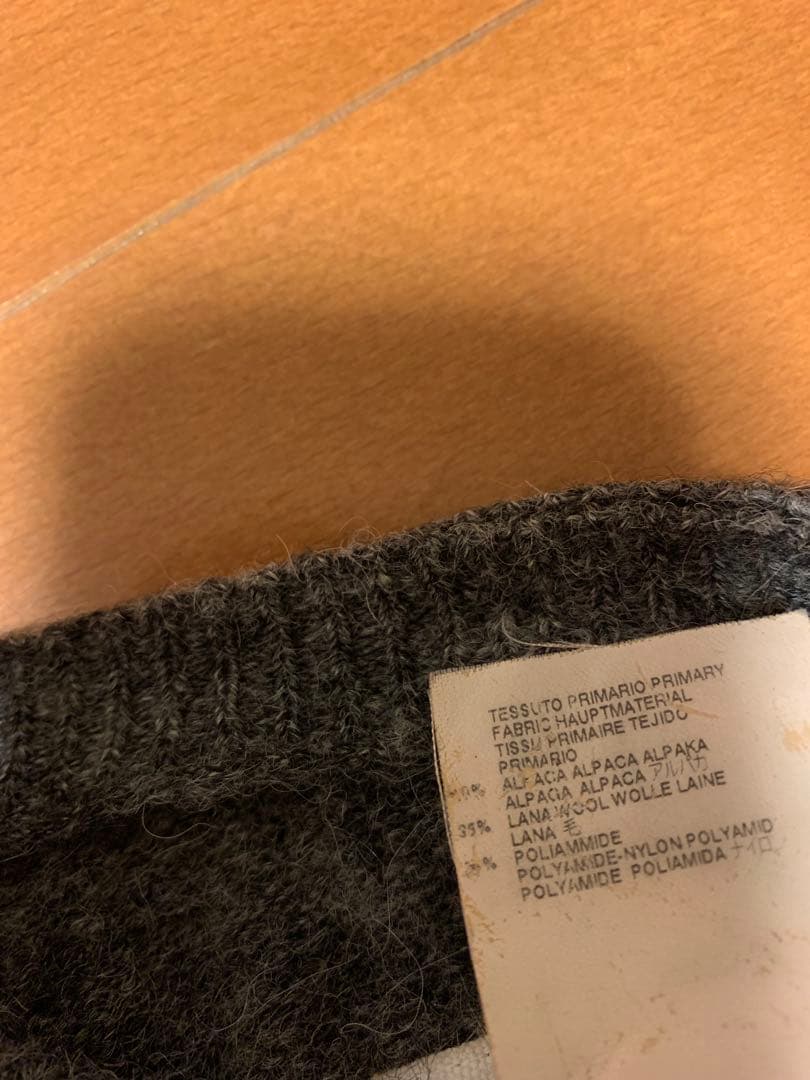 TESSUTO PRIMARIO PRIMARY
FABRIC HAUPTMATERIAL
TISSU PRIMAIRE TEJIDO
PRIMARIO
ALPACA ALPACA ALPAKA
ALPAGA ALPACA アルパカ
35% LANA WOOL WOLLE LAINE
LANA 毛
POLIAMMIDE
POLYAMIDE-NYLON POLYAMID
POLYAMIDE POLIAMIDA ナイロ